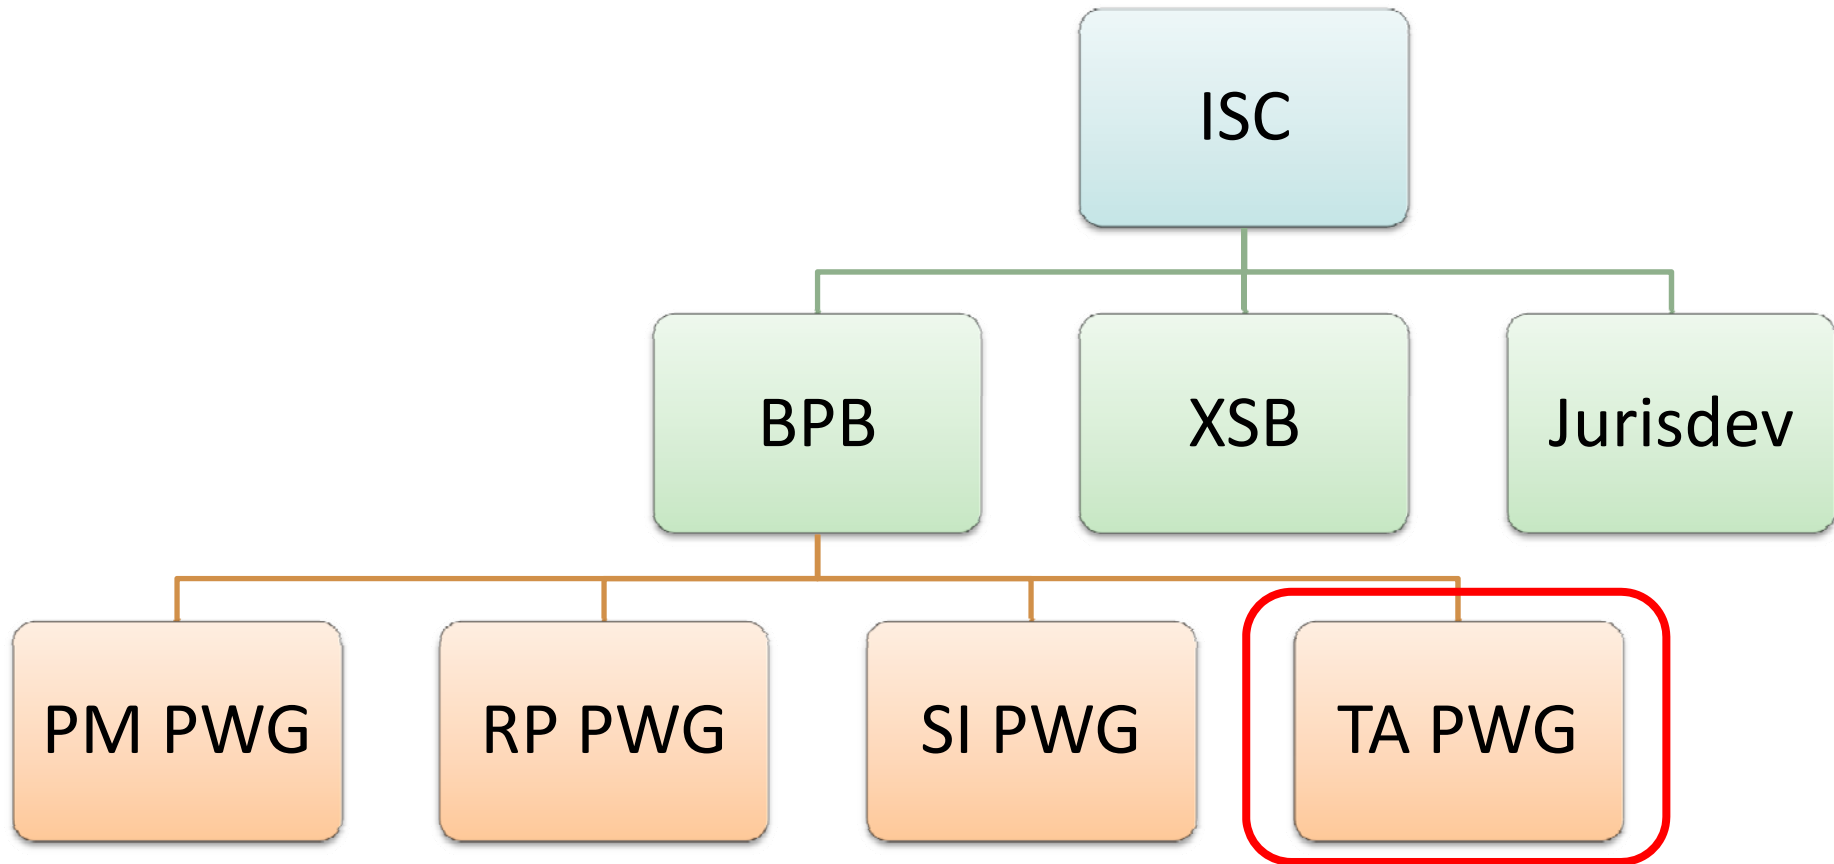 ISC
BPB
XSB
Jurisdev
PM PWG
RP PWG
SI PWG
TA PWG